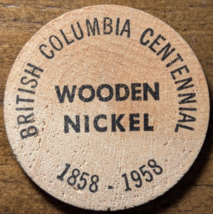 BRITISH COLUMBIA CENTENNIAL
WOODEN
NICKEL
1858 - 1958